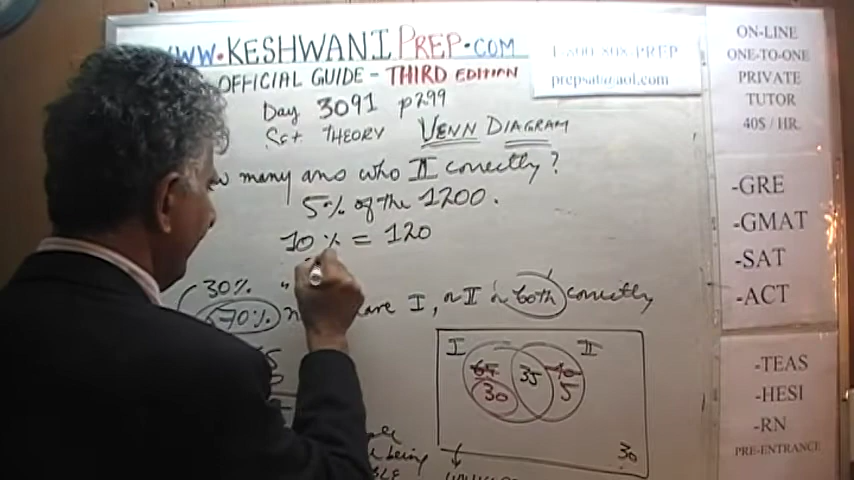 WWW.KESHWANIPREP.COM
1-800-808-PREP
prepsat@aol.com
OFFICIAL GUIDE - THIRD EDITION
Day 3091 p299
Set THEORY VENN DIAGRAM
many ans who II correctly?
5% of the 1200.
10% = 120
30% "
70% I, or II or both correctly
I II
65 35 40
30 5
30
being
ON-LINE
ONE-TO-ONE
PRIVATE
TUTOR
40$ / HR.
-GRE
-GMAT
-SAT
-ACT
-TEAS
-HESI
-RN
PRE-ENTRANCE